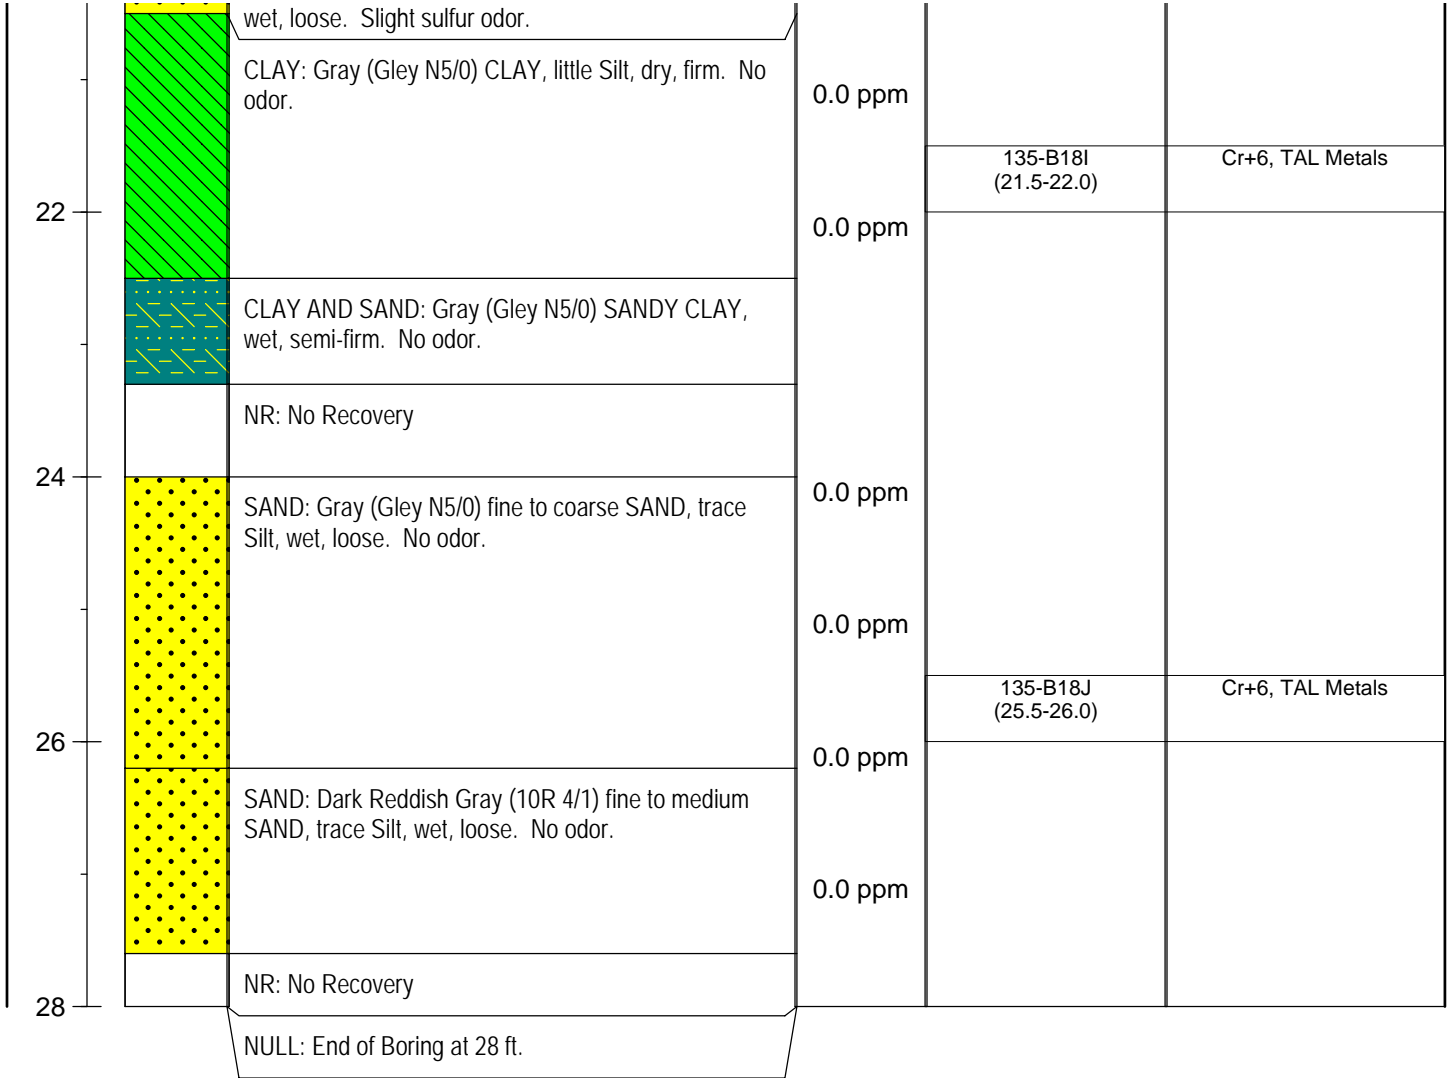 wet, loose. Slight sulfur odor.
CLAY: Gray (Gley N5/0) CLAY, little Silt, dry, firm. No
odor.
0.0 ppm
135-B18I
(21.5-22.0)
Cr+6, TAL Metals
22
0.0 ppm
CLAY AND SAND: Gray (Gley N5/0) SANDY CLAY,
wet, semi-firm. No odor.
NR: No Recovery
24
0.0 ppm
SAND: Gray (Gley N5/0) fine to coarse SAND, trace
Silt, wet, loose. No odor.
0.0 ppm
135-B18J
(25.5-26.0)
Cr+6, TAL Metals
26
0.0 ppm
SAND: Dark Reddish Gray (10R 4/1) fine to medium
SAND, trace Silt, wet, loose. No odor.
0.0 ppm
NR: No Recovery
28
NULL: End of Boring at 28 ft.